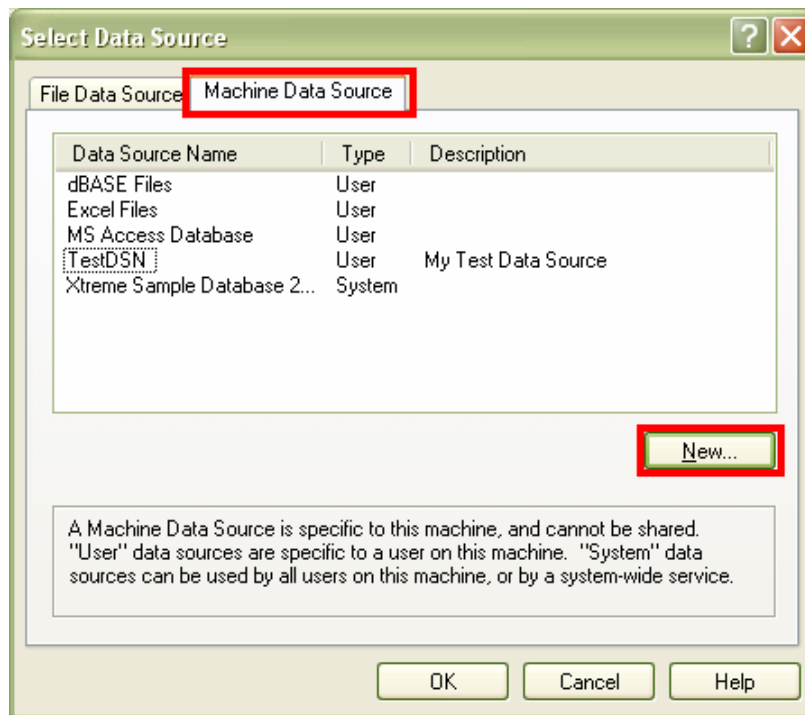 Select Data Source
File Data Source Machine Data Source
Data Source Name Type Description
dBASE Files User
Excel Files User
MS Access Database User
TestDSN User My Test Data Source
Xtreme Sample Database 2... System
New...
A Machine Data Source is specific to this machine, and cannot be shared.
"User" data sources are specific to a user on this machine. "System" data
sources can be used by all users on this machine, or by a system-wide service.
OK Cancel Help